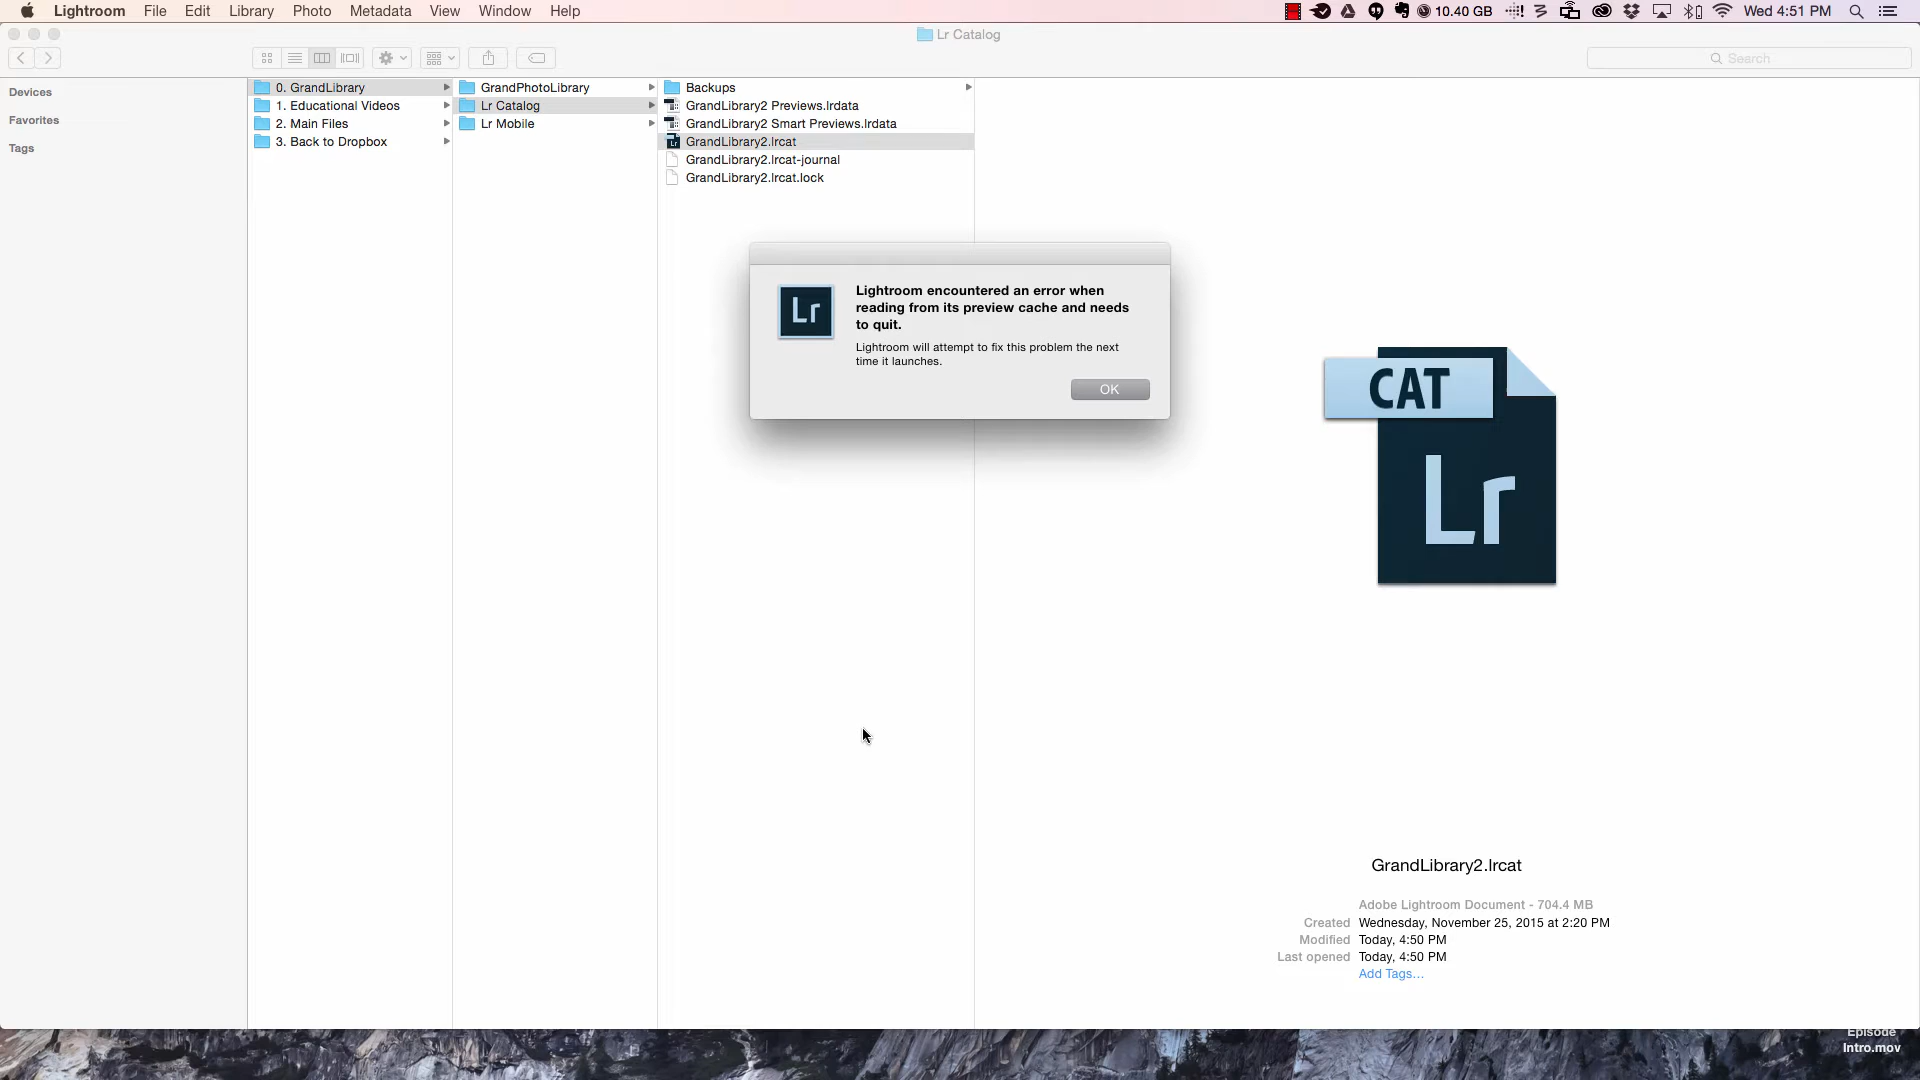 Lightroom File Edit Library Photo Metadata View Window Help 10.40 GB Wed 4:51 PM
Lr Catalog
Search
Devices
Favorites
Tags
0. GrandLibrary
1. Educational Videos
2. Main Files
3. Back to Dropbox
GrandPhotoLibrary
Lr Catalog
Lr Mobile
Backups
GrandLibrary2 Previews.lrdata
GrandLibrary2 Smart Previews.lrdata
GrandLibrary2.lrcat
GrandLibrary2.lrcat-journal
GrandLibrary2.lrcat.lock
Lr
Lightroom encountered an error when
reading from its preview cache and needs
to quit.
Lightroom will attempt to fix this problem the next
time it launches.
OK
CAT
Lr
GrandLibrary2.lrcat
Adobe Lightroom Document - 704.4 MB
Created Wednesday, November 25, 2015 at 2:20 PM
Modified Today, 4:50 PM
Last opened Today, 4:50 PM
Add Tags...
Episode
Intro.mov